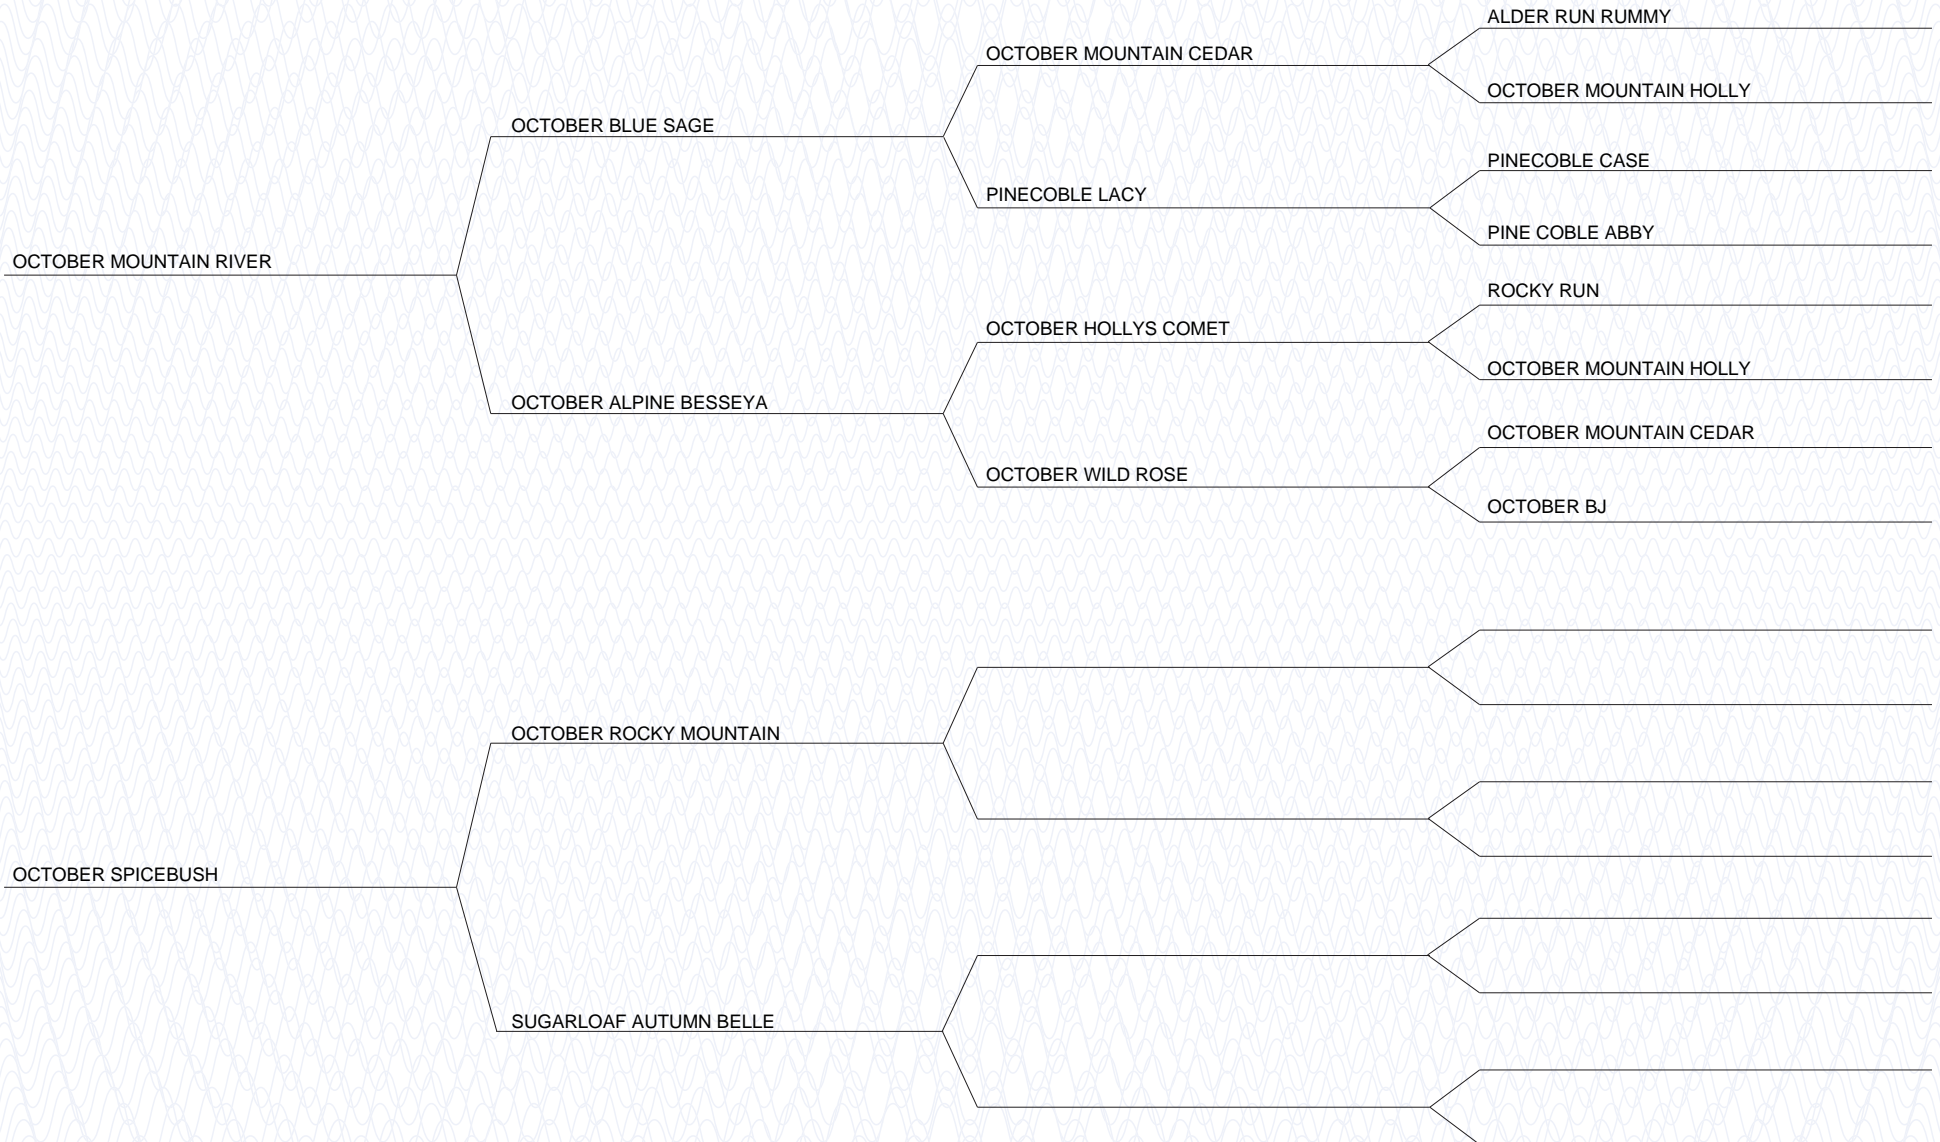 ALDER RUN RUMMY
OCTOBER MOUNTAIN CEDAR
OCTOBER MOUNTAIN HOLLY
OCTOBER BLUE SAGE
PINECOBLE CASE
PINECOBLE LACY
PINE COBLE ABBY
OCTOBER MOUNTAIN RIVER
ROCKY RUN
OCTOBER HOLLYS COMET
OCTOBER MOUNTAIN HOLLY
OCTOBER ALPINE BESSEYA
OCTOBER MOUNTAIN CEDAR
OCTOBER WILD ROSE
OCTOBER BJ
OCTOBER ROCKY MOUNTAIN
OCTOBER SPICEBUSH
SUGARLOAF AUTUMN BELLE